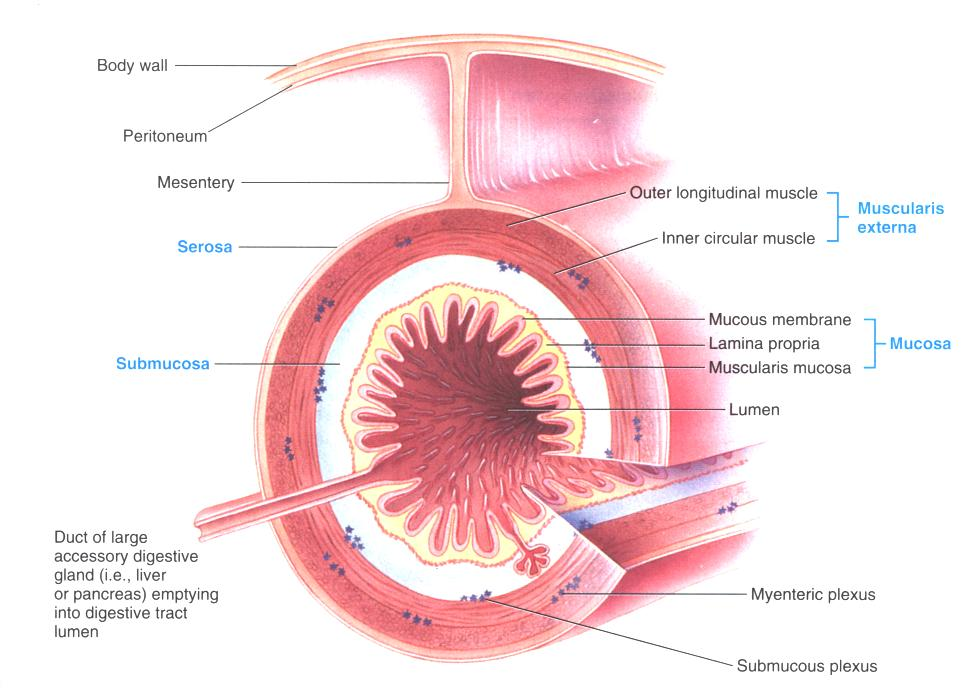 Body wall
Peritoneum
Mesentery
Outer longitudinal muscle
Muscularis
externa
Inner circular muscle
Serosa
Mucous membrane
Lamina propria
Mucosa
Muscularis mucosa
Submucosa
Lumen
Duct of large
accessory digestive
gland (i.e., liver
or pancreas) emptying
into digestive tract
lumen
Myenteric plexus
Submucous plexus